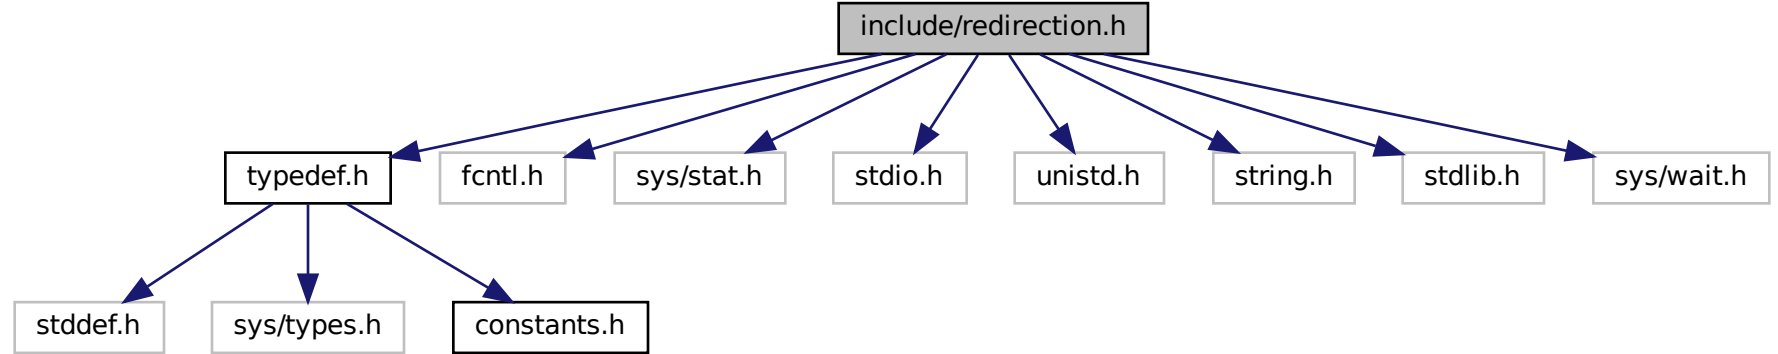 include/redirection.h
typedef.h
fcntl.h
sys/stat.h
stdio.h
unistd.h
string.h
stdlib.h
sys/wait.h
stddef.h
sys/types.h
constants.h